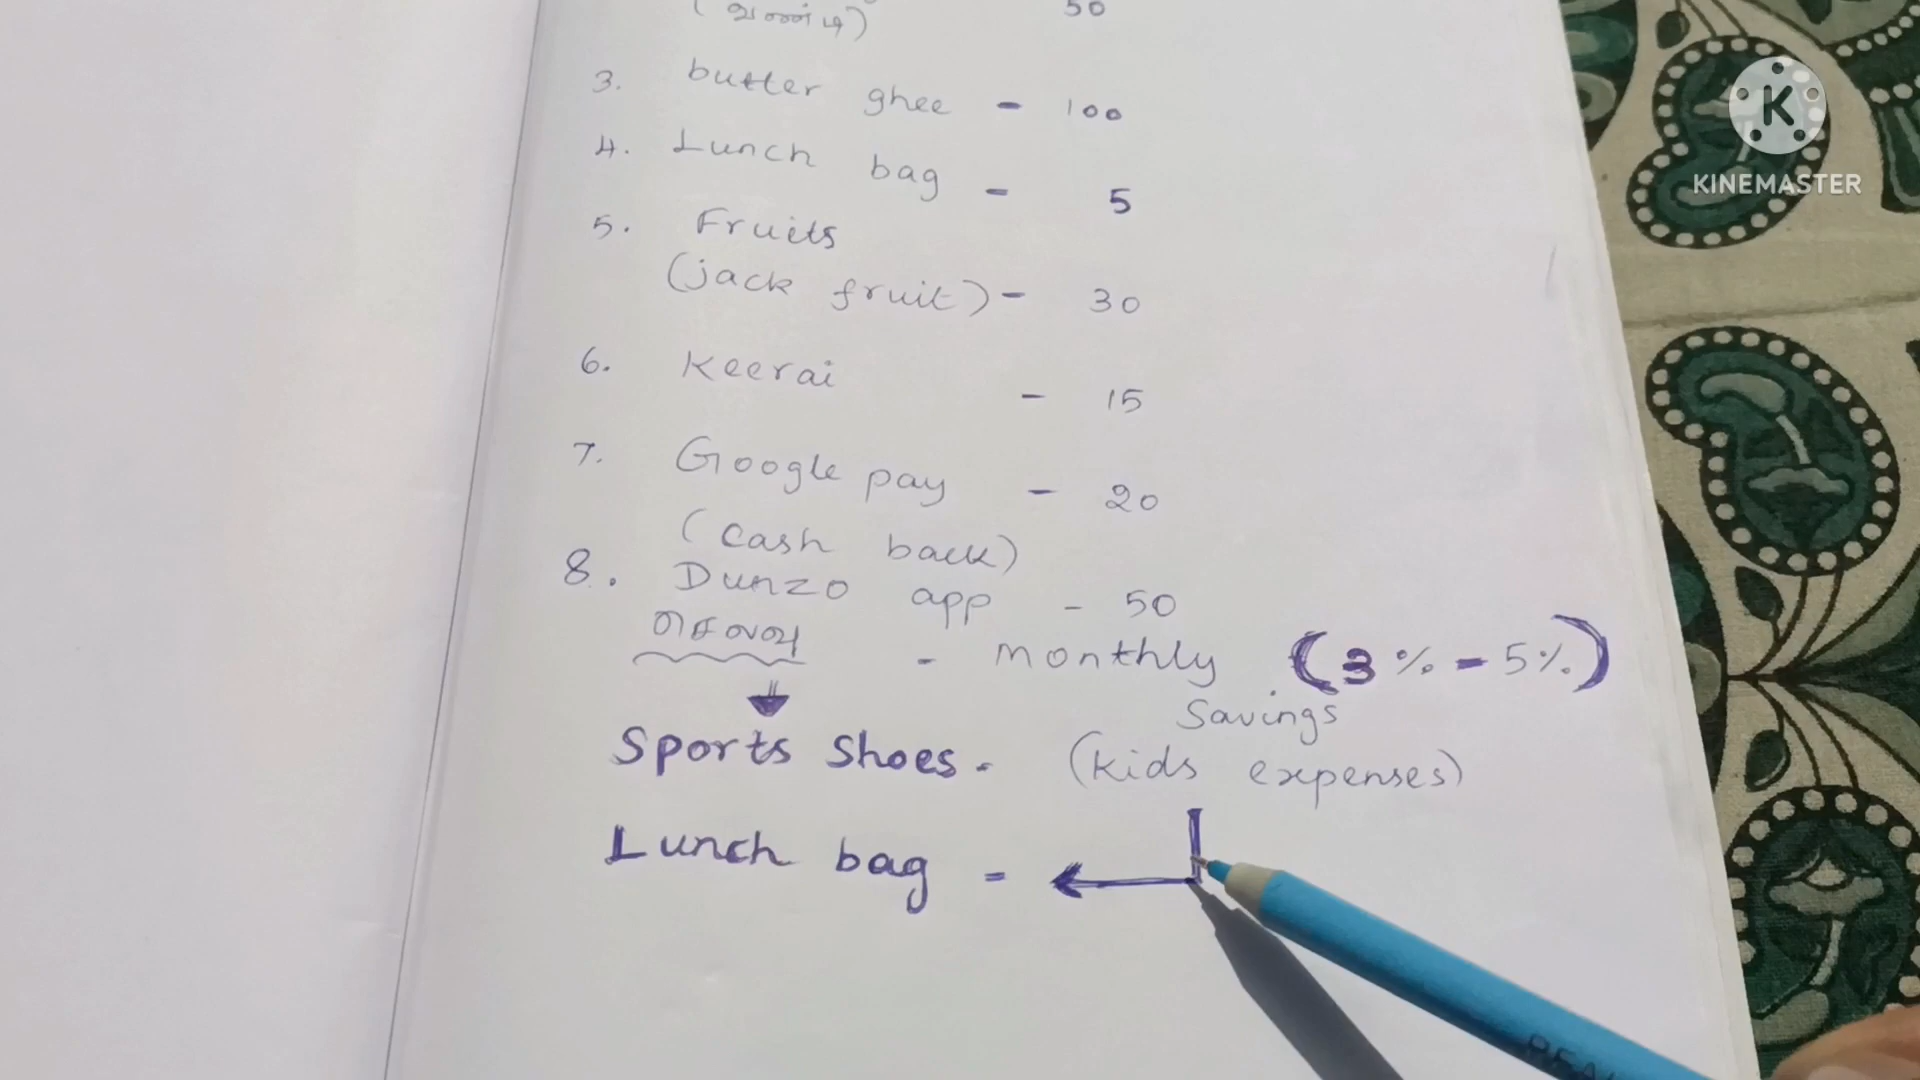 (வண்டி) 50
3. butter ghee - 100
4. Lunch bag - 5
5. Fruits
(jack fruit) - 30
6. Keerai - 15
7. Google pay - 20
(cash back)
8. Dunzo app - 50
செலவு - monthly (3% - 5%)
Savings
Sports Shoes. (kids expenses)
Lunch bag -
K
KINEMASTER